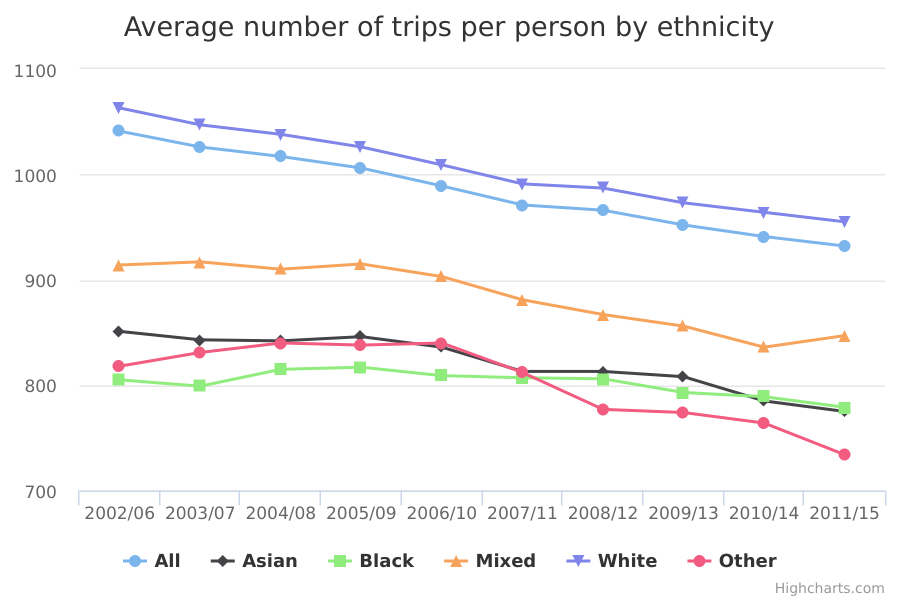 Average number of trips per person by ethnicity
1100
1000
900
800
700
2002/06 2003/07 2004/08 2005/09 2006/10 2007/11 2008/12 2009/13 2010/14 2011/15
All Asian Black Mixed White Other
Highcharts.com